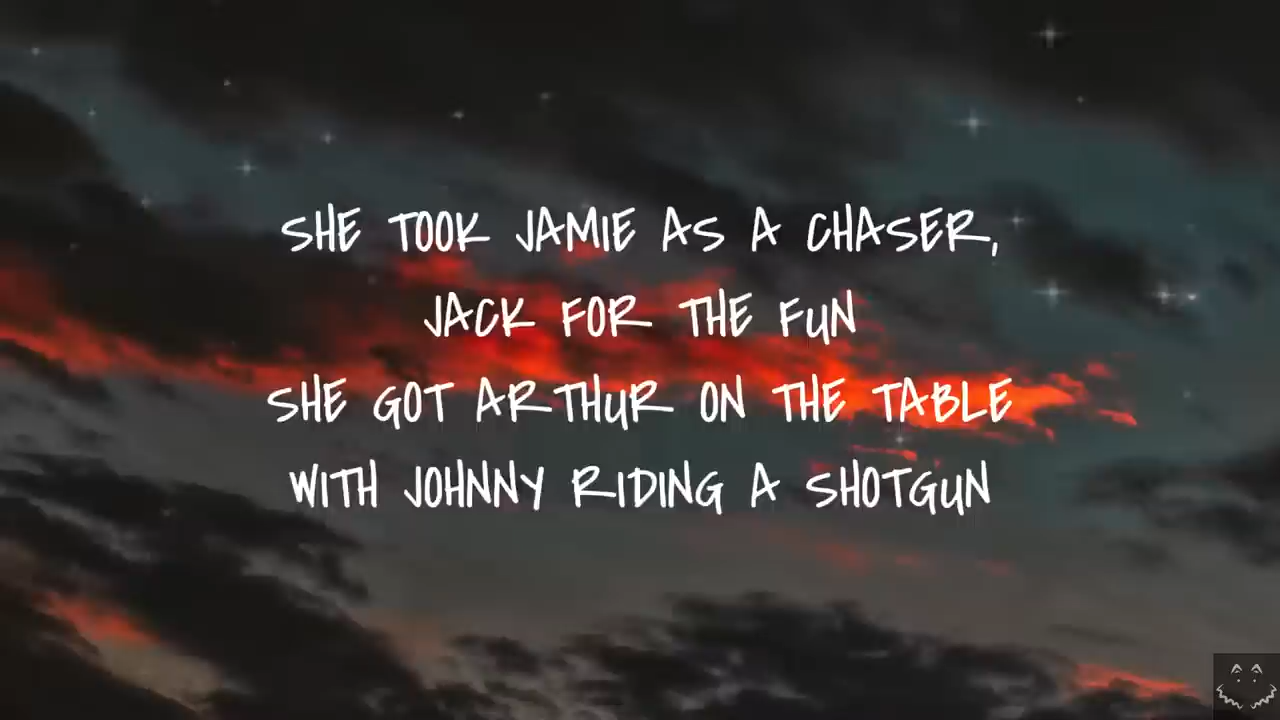 SHE TOOK JAMIE AS A CHASER,
JACK FOR THE FUN
SHE GOT ARTHUR ON THE TABLE
WITH JOHNNY RIDING A SHOTGUN